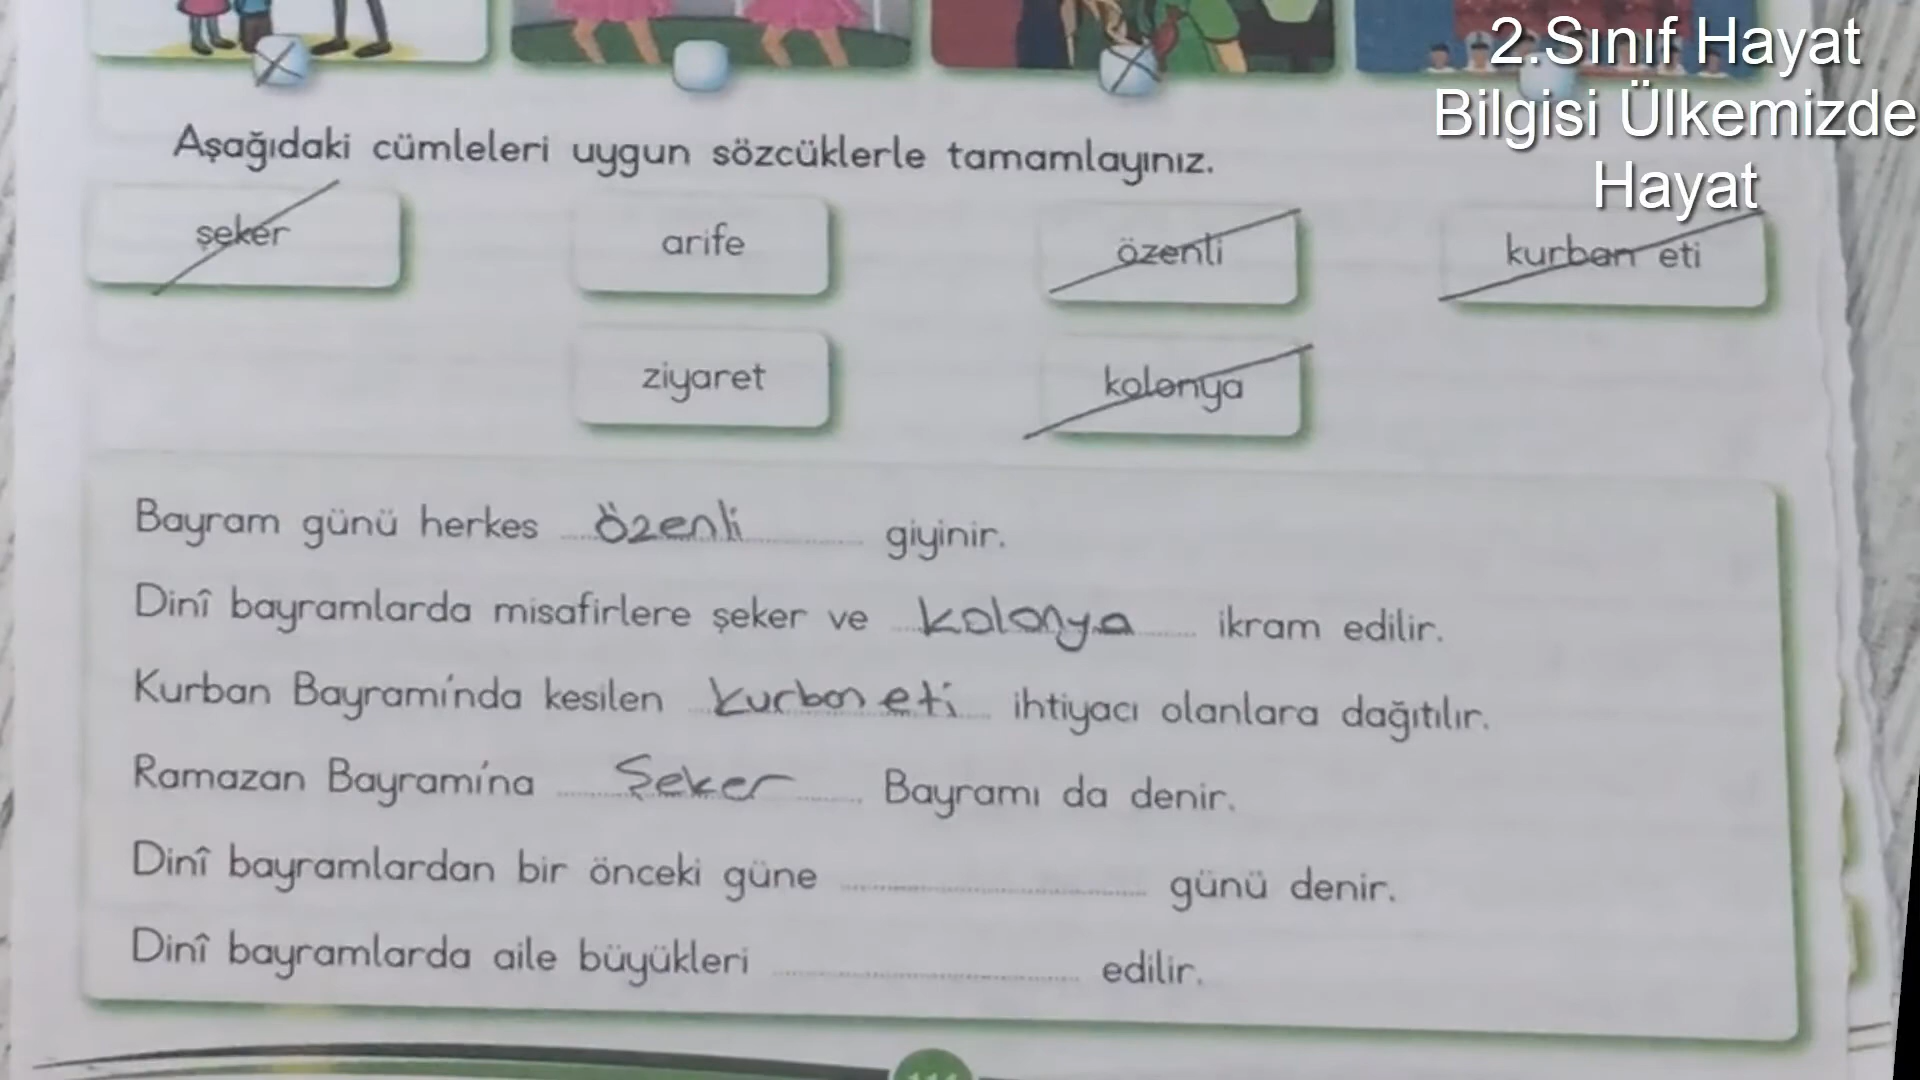 2.Sınıf Hayat
Bilgisi Ülkemizde
Hayat
Aşağıdaki cümleleri uygun sözcüklerle tamamlayınız.
şeker arife özenli kurban eti
ziyaret kolonya
Bayram günü herkes özenli giyinir.
Dinî bayramlarda misafirlere şeker ve kolonya ikram edilir.
Kurban Bayramı'nda kesilen kurban eti ihtiyacı olanlara dağıtılır.
Ramazan Bayramı'na Şeker Bayramı da denir.
Dinî bayramlardan bir önceki güne ........ günü denir.
Dinî bayramlarda aile büyükleri ........ edilir.